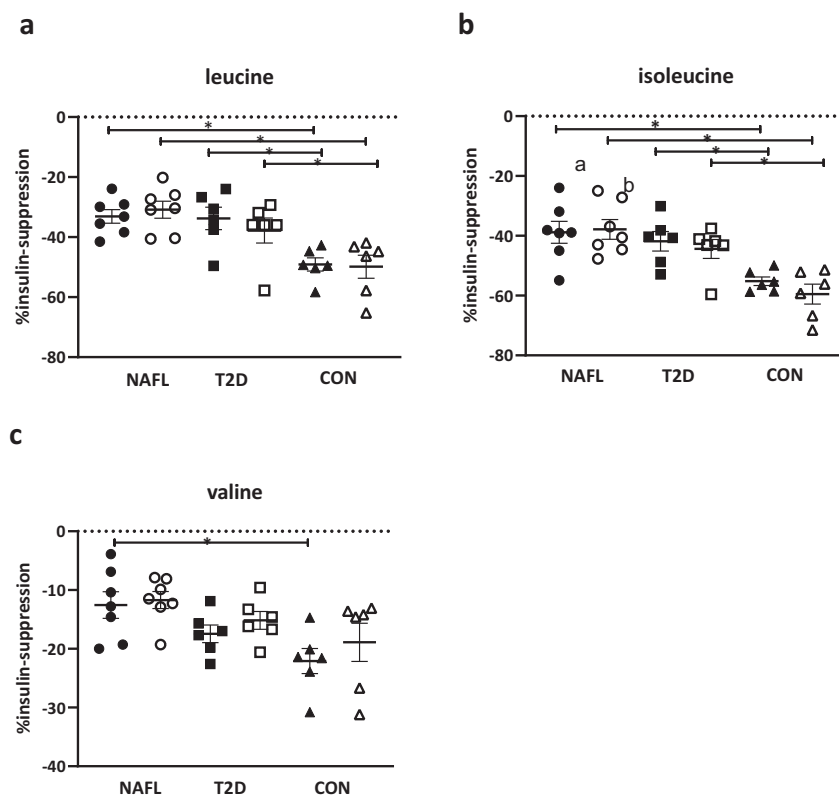 a
leucine
0
-20
-40
-60
-80
%insulin-suppression
*
*
*
*
NAFL T2D CON
b
isoleucine
0
-20
-40
-60
-80
%insulin-suppression
*
*
*
*
a
b
NAFL T2D CON
c
valine
0
-10
-20
-30
-40
%insulin-suppression
*
NAFL T2D CON